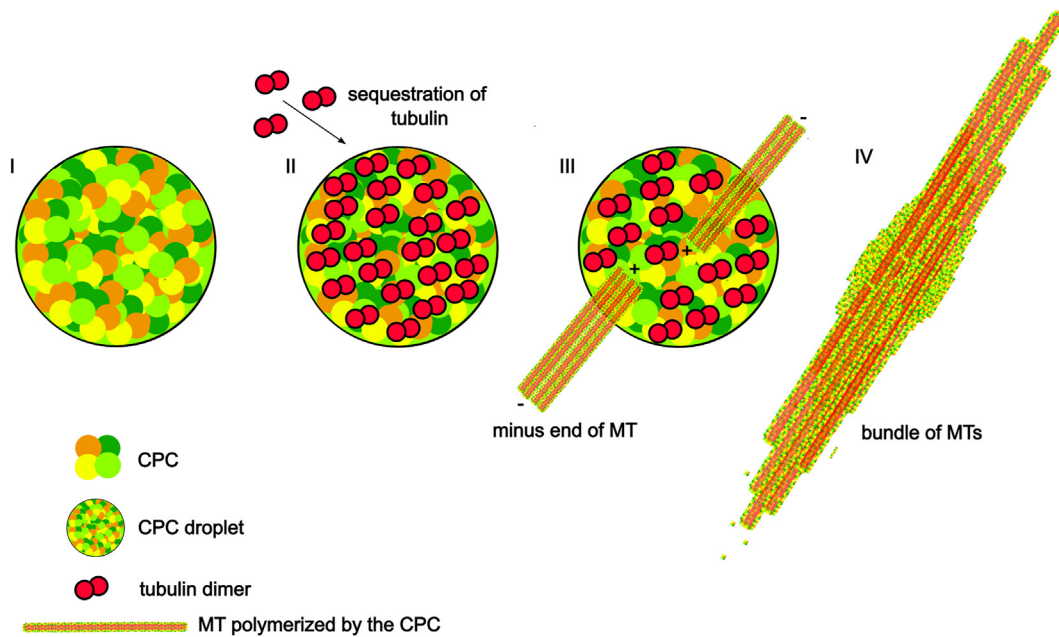 sequestration of
tubulin
I
II
III
IV
-
+
+
-
minus end of MT
bundle of MTs
CPC
CPC droplet
tubulin dimer
MT polymerized by the CPC